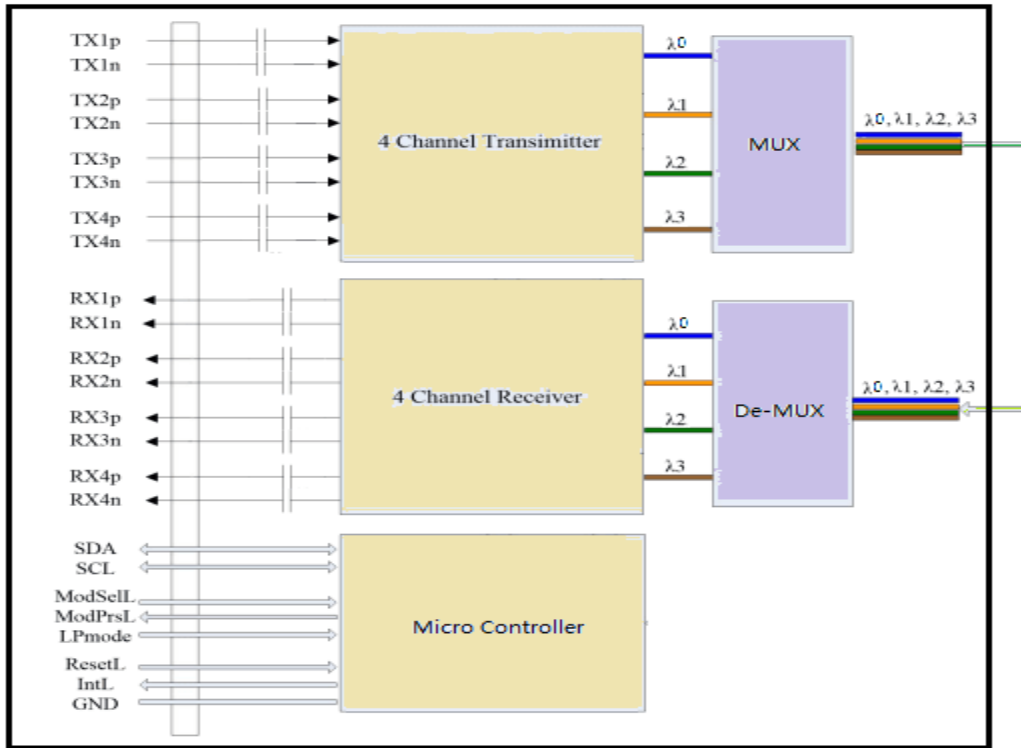 TX1p
TX1n
TX2p
TX2n
TX3p
TX3n
TX4p
TX4n
4 Channel Transimitter
λ0
λ1
λ2
λ3
MUX
λ0, λ1, λ2, λ3
RX1p
RX1n
RX2p
RX2n
RX3p
RX3n
RX4p
RX4n
4 Channel Receiver
λ0
λ1
λ2
λ3
De-MUX
λ0, λ1, λ2, λ3
SDA
SCL
ModSelL
ModPrsL
LPmode
ResetL
IntL
GND
Micro Controller